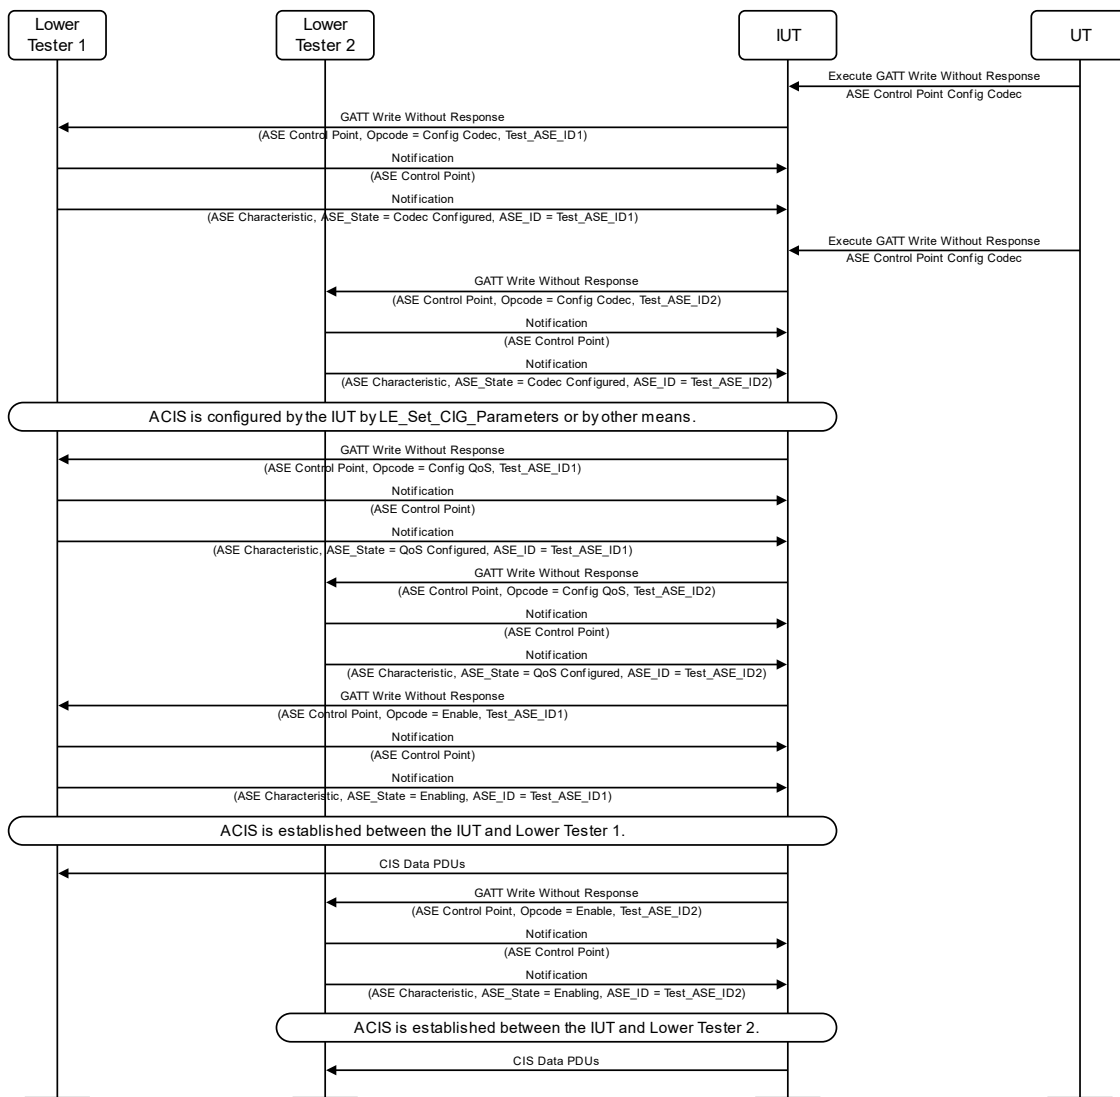 Lower
Tester 1
Lower
Tester 2
IUT
UT
Execute GATT Write Without Response
ASE Control Point Config Codec
GATT Write Without Response
(ASE Control Point, Opcode = Config Codec, Test_ASE_ID1)
Notification
(ASE Control Point)
Notification
(ASE Characteristic, ASE_State = Codec Configured, ASE_ID = Test_ASE_ID1)
Execute GATT Write Without Response
ASE Control Point Config Codec
GATT Write Without Response
(ASE Control Point, Opcode = Config Codec, Test_ASE_ID2)
Notification
(ASE Control Point)
Notification
(ASE Characteristic, ASE_State = Codec Configured, ASE_ID = Test_ASE_ID2)
A CIS is configured by the IUT by LE_Set_CIG_Parameters or by other means.
GATT Write Without Response
(ASE Control Point, Opcode = Config QoS, Test_ASE_ID1)
Notification
(ASE Control Point)
Notification
(ASE Characteristic, ASE_State = QoS Configured, ASE_ID = Test_ASE_ID1)
GATT Write Without Response
(ASE Control Point, Opcode = Config QoS, Test_ASE_ID2)
Notification
(ASE Control Point)
Notification
(ASE Characteristic, ASE_State = QoS Configured, ASE_ID = Test_ASE_ID2)
GATT Write Without Response
(ASE Control Point, Opcode = Enable, Test_ASE_ID1)
Notification
(ASE Control Point)
Notification
(ASE Characteristic, ASE_State = Enabling, ASE_ID = Test_ASE_ID1)
A CIS is established between the IUT and Lower Tester 1.
CIS Data PDUs
GATT Write Without Response
(ASE Control Point, Opcode = Enable, Test_ASE_ID2)
Notification
(ASE Control Point)
Notification
(ASE Characteristic, ASE_State = Enabling, ASE_ID = Test_ASE_ID2)
A CIS is established between the IUT and Lower Tester 2.
CIS Data PDUs